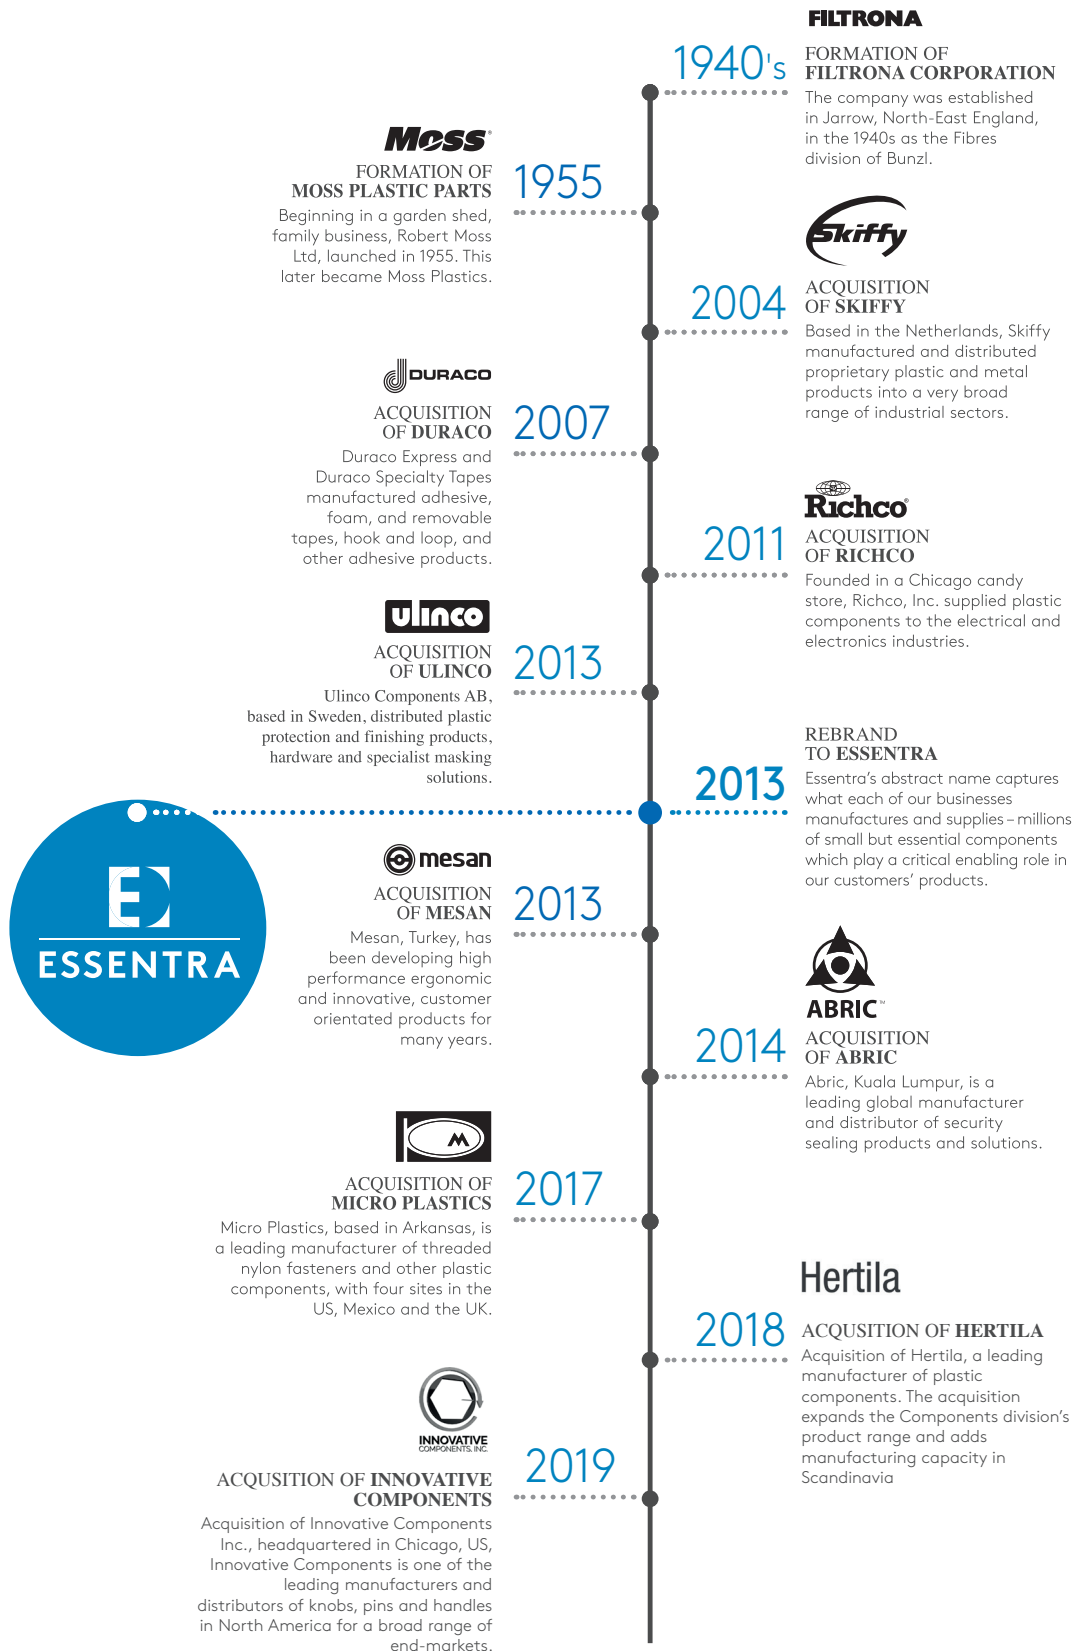 FILTRONA
1940's
FORMATION OF
FILTRONA CORPORATION
The company was established
in Jarrow, North-East England,
in the 1940s as the Fibres
division of Bunzl.
Moss®
FORMATION OF
MOSS PLASTIC PARTS
1955
Beginning in a garden shed,
family business, Robert Moss
Ltd, launched in 1955. This
later became Moss Plastics.
Skiffy
2004
ACQUISITION
OF SKIFFY
Based in the Netherlands, Skiffy
manufactured and distributed
proprietary plastic and metal
products into a very broad
range of industrial sectors.
DURACO
ACQUISITION
OF DURACO
2007
Duraco Express and
Duraco Specialty Tapes
manufactured adhesive,
foam, and removable
tapes, hook and loop, and
other adhesive products.
Richco®
2011
ACQUISITION
OF RICHCO
Founded in a Chicago candy
store, Richco, Inc. supplied plastic
components to the electrical and
electronics industries.
ulinco
ACQUISITION
OF ULINCO
2013
Ulinco Components AB,
based in Sweden, distributed plastic
protection and finishing products,
hardware and specialist masking
solutions.
2013
REBRAND
TO ESSENTRA
Essentra's abstract name captures
what each of our businesses
manufactures and supplies – millions
of small but essential components
which play a critical enabling role in
our customers' products.
ESSENTRA
mesan
ACQUISITION
OF MESAN
2013
Mesan, Turkey, has
been developing high
performance ergonomic
and innovative, customer
orientated products for
many years.
ABRIC™
2014
ACQUISITION
OF ABRIC
Abric, Kuala Lumpur, is a
leading global manufacturer
and distributor of security
sealing products and solutions.
M
ACQUISITION OF
MICRO PLASTICS
2017
Micro Plastics, based in Arkansas, is
a leading manufacturer of threaded
nylon fasteners and other plastic
components, with four sites in the
US, Mexico and the UK.
Hertila
2018
ACQUSITION OF HERTILA
Acquisition of Hertila, a leading
manufacturer of plastic
components. The acquisition
expands the Components division's
product range and adds
manufacturing capacity in
Scandinavia
INNOVATIVE
COMPONENTS, INC.
2019
ACQUSITION OF INNOVATIVE
COMPONENTS
Acquisition of Innovative Components
Inc., headquartered in Chicago, US,
Innovative Components is one of the
leading manufacturers and
distributors of knobs, pins and handles
in North America for a broad range of
end-markets.